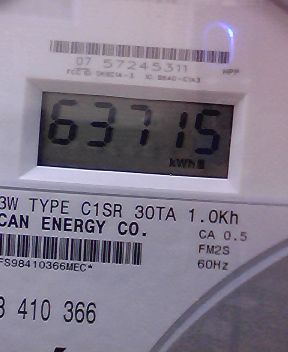 07 57245311
63715
kWh
3W TYPE C1SR 30TA 1.0Kh
CAN ENERGY CO.
CA 0.5
FM2S
60Hz
FS98410366MEC*
410 366